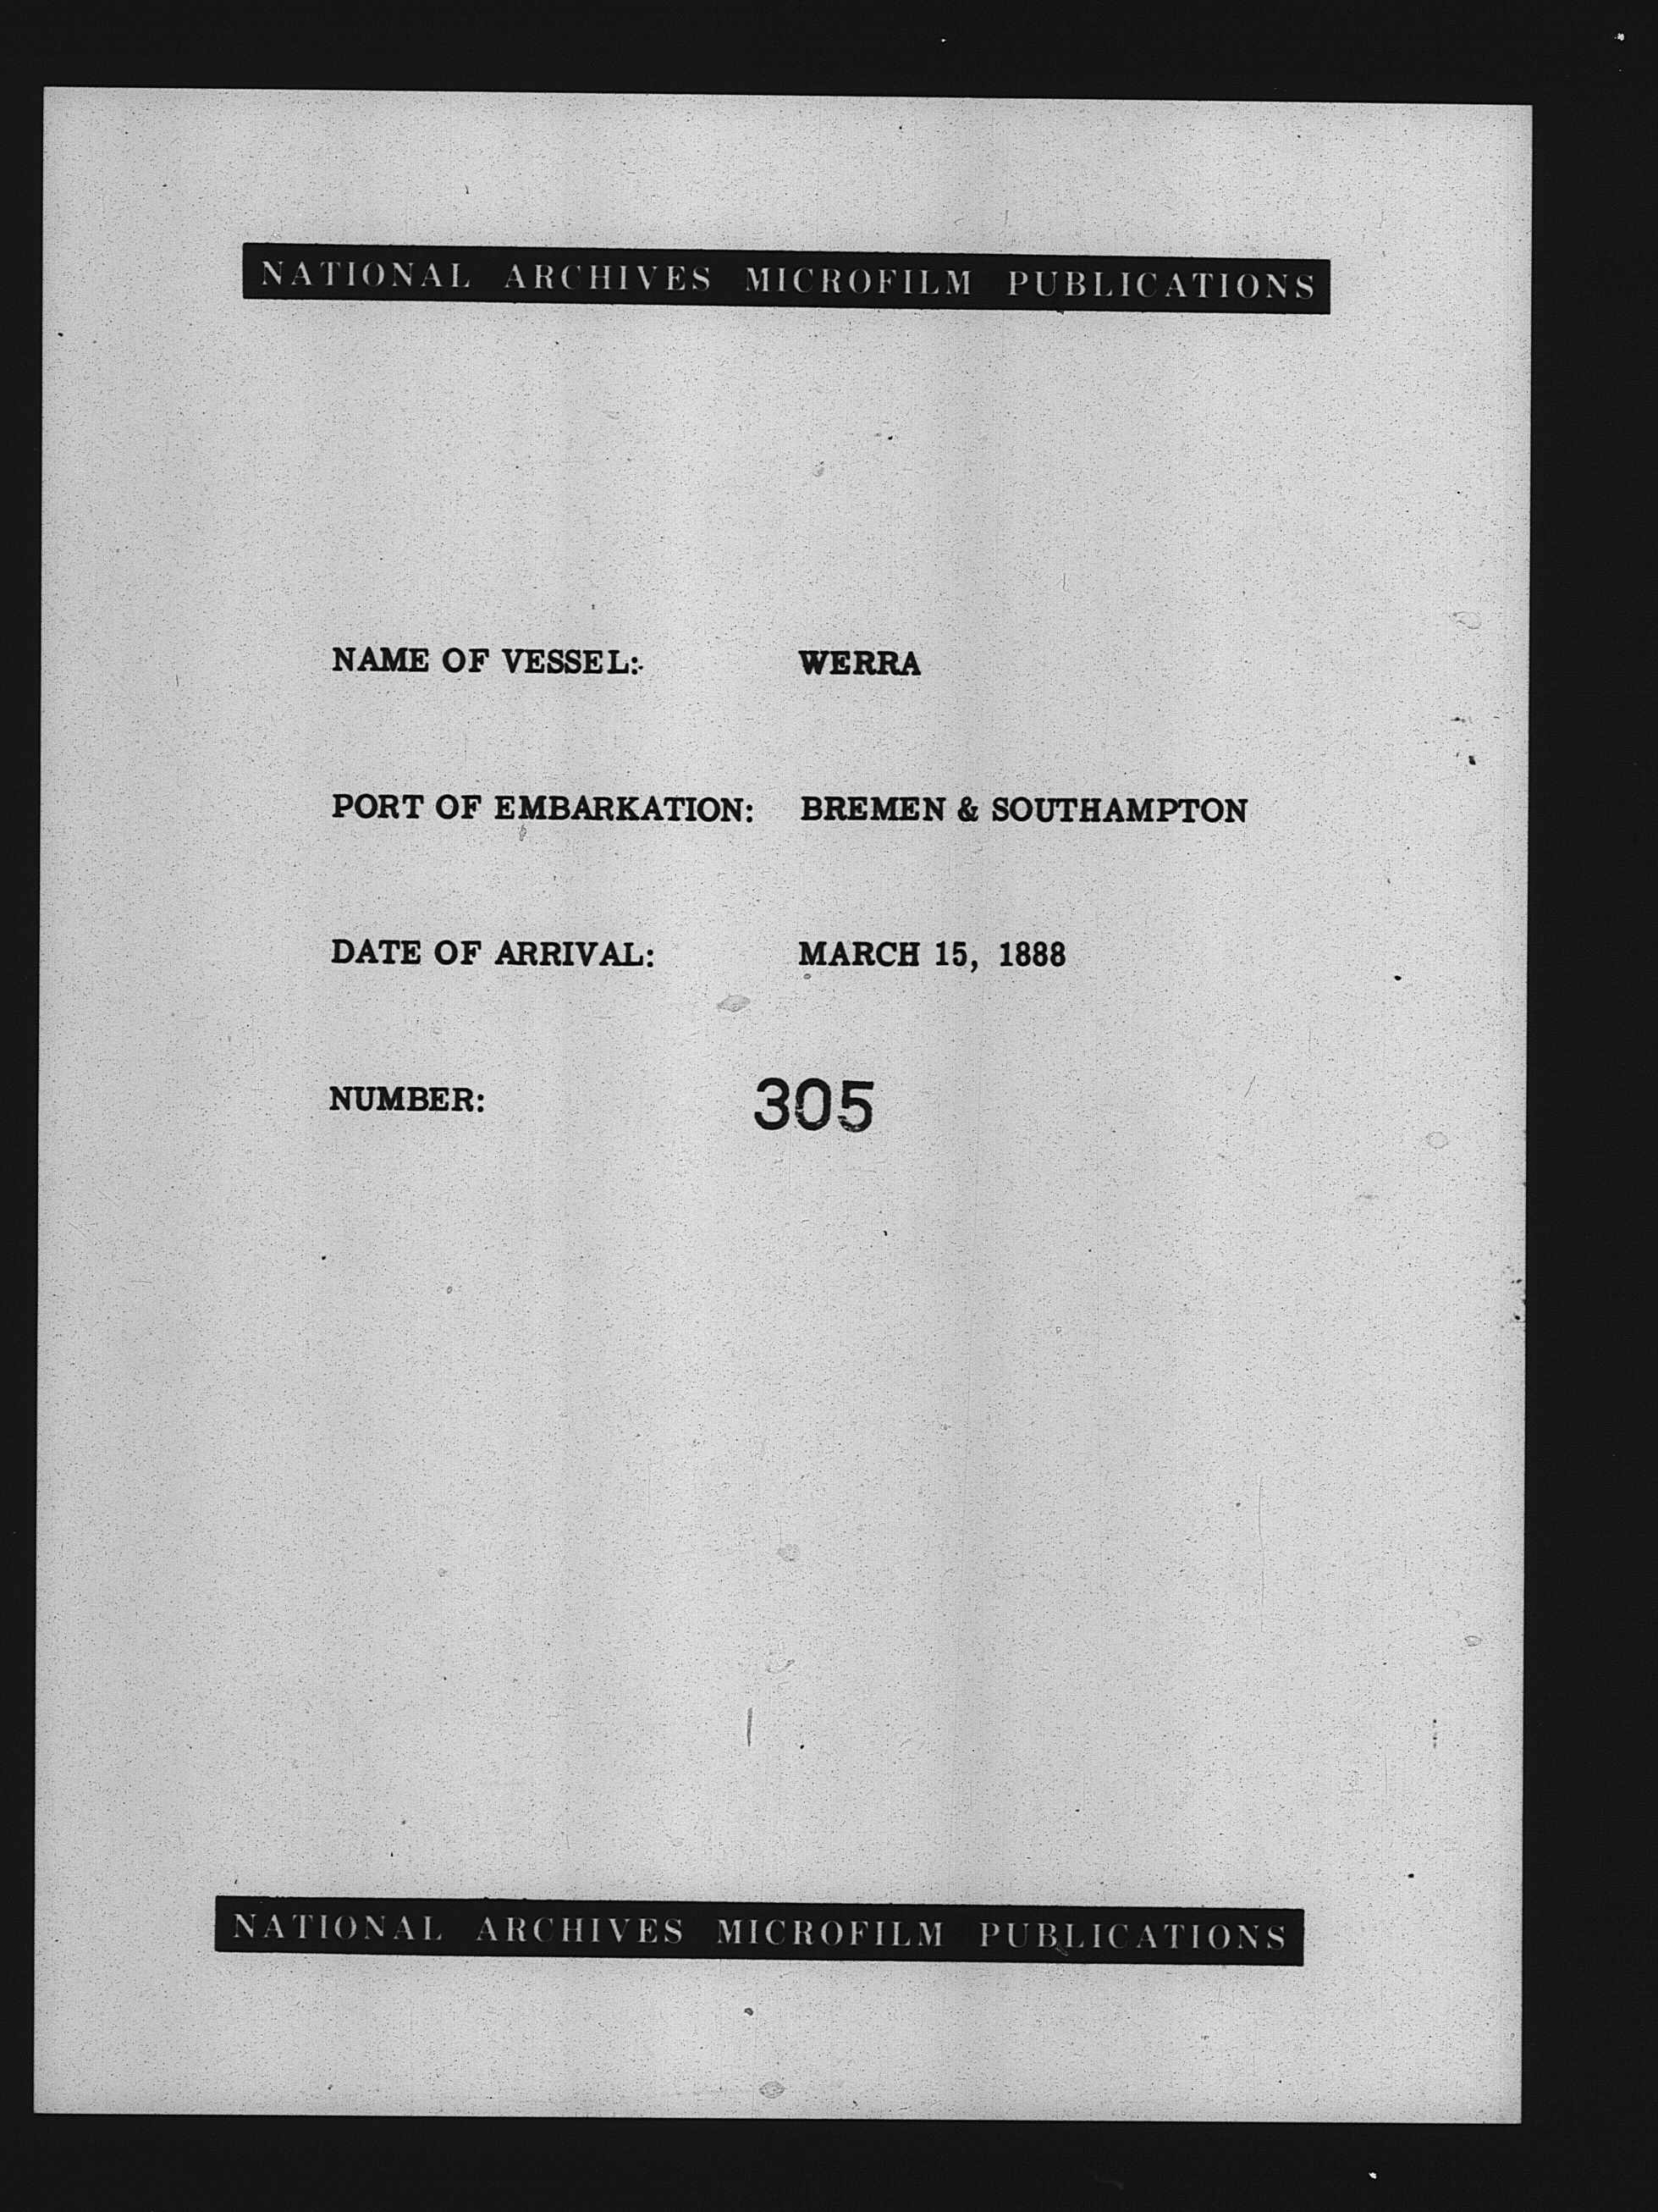 NATIONAL ARCHIVES MICROFILM PUBLICATIONS
NAME OF VESSEL: WERRA
PORT OF EMBARKATION: BREMEN & SOUTHAMPTON
DATE OF ARRIVAL: MARCH 15, 1888
NUMBER: 305
NATIONAL ARCHIVES MICROFILM PUBLICATIONS